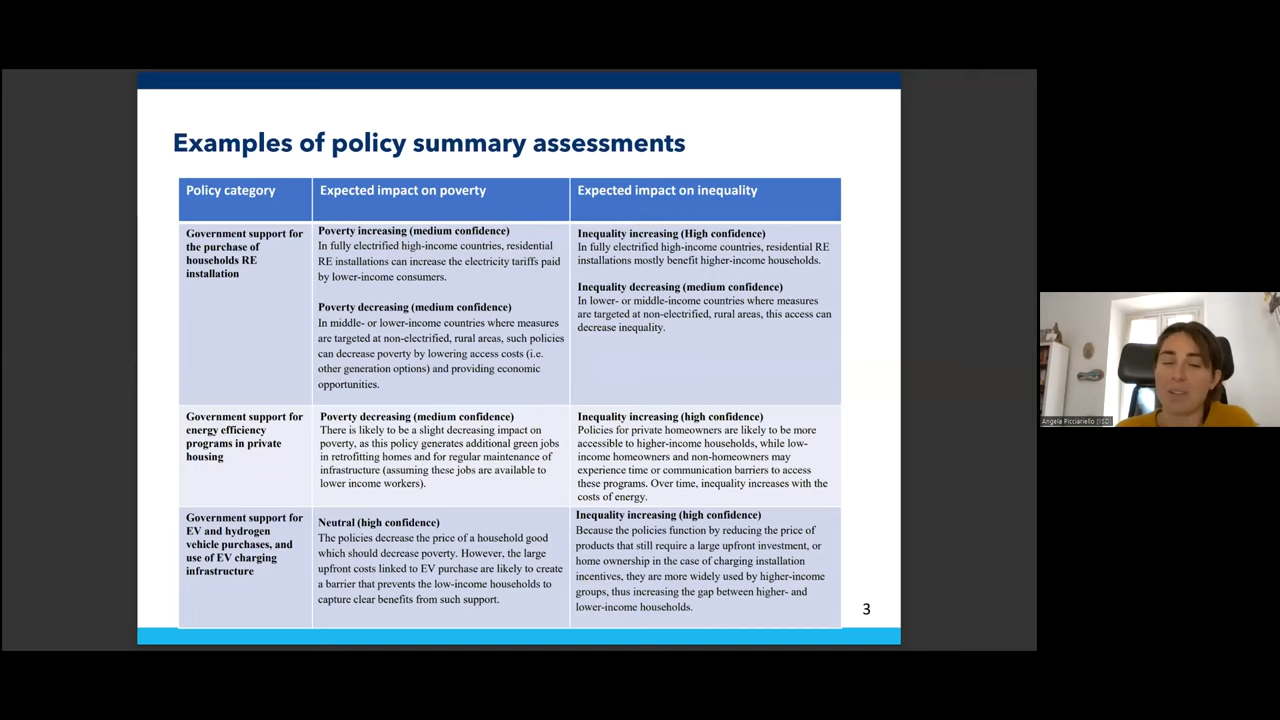 Examples of policy summary assessments
Policy category
Expected impact on poverty
Expected impact on inequality
Government support for
the purchase of
households RE
installation
Poverty increasing (medium confidence)
In fully electrified high-income countries, residential
RE installations can increase the electricity tariffs paid
by lower-income consumers.
Poverty decreasing (medium confidence)
In middle- or lower-income countries where measures
are targeted at non-electrified, rural areas, such policies
can decrease poverty by lowering access costs (i.e.
other generation options) and providing economic
opportunities.
Inequality increasing (High confidence)
In fully electrified high-income countries, residential RE
installations mostly benefit higher-income households.
Inequality decreasing (medium confidence)
In lower- or middle-income countries where measures
are targeted at non-electrified, rural areas, this access can
decrease inequality.
Government support for
energy efficiency
programs in private
housing
Poverty decreasing (medium confidence)
There is likely to be a slight decreasing impact on
poverty, as this policy generates additional green jobs
in retrofitting homes and for regular maintenance of
infrastructure (assuming these jobs are available to
lower income workers).
Inequality increasing (high confidence)
Policies for private homeowners are likely to be more
accessible to higher-income households, while low-
income homeowners and non-homeowners may
experience time or communication barriers to access
these programs. Over time, inequality increases with the
costs of energy.
Government support for
EV and hydrogen
vehicle purchases, and
use of EV charging
infrastructure
Neutral (high confidence)
The policies decrease the price of a household good
which should decrease poverty. However, the large
upfront costs linked to EV purchase are likely to create
a barrier that prevents the low-income households to
capture clear benefits from such support.
Inequality increasing (high confidence)
Because the policies function by reducing the price of
products that still require a large upfront investment, or
home ownership in the case of charging installation
incentives, they are more widely used by higher-income
groups, thus increasing the gap between higher- and
lower-income households.
3
Angela Picciariello (IISD)